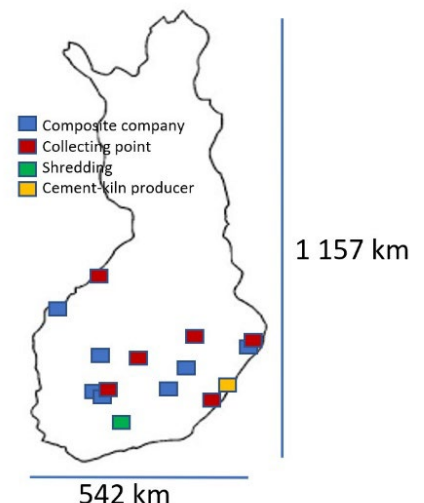 Composite company
Collecting point
Shredding
Cement-kiln producer
1 157 km
542 km